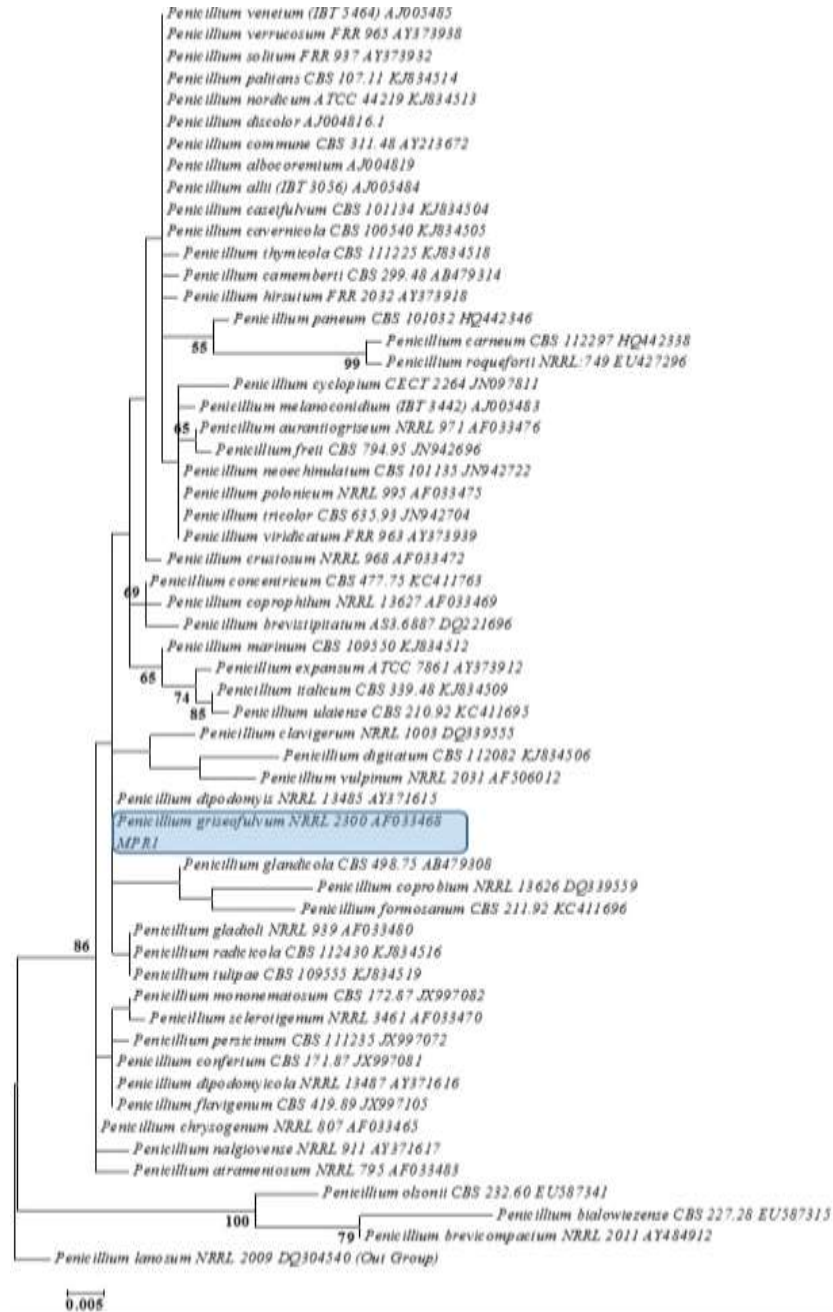 Penicillium venetum (IBT 5464) AJ005485
Penicillium verrucosum FRR 965 AY373938
Penicillium solitum FRR 937 AY373932
Penicillium palitans CBS 107.11 KJ834514
Penicillium nordicum ATCC 44219 KJ834513
Penicillium discolor AJ004816.1
Penicillium commune CBS 311.48 AY213672
Penicillium albocoremium AJ004819
Penicillium allii (IBT 3056) AJ005484
Penicillium caseifulvum CBS 101134 KJ834504
Penicillium cavernicola CBS 100540 KJ834505
Penicillium thymicola CBS 111225 KJ834518
Penicillium camemberti CBS 299.48 AB479314
Penicillium hirsutum FRR 2032 AY373918
Penicillium paneum CBS 101032 HQ442346
55
Penicillium carneum CBS 112297 HQ442338
99
Penicillium roqueforti NRRL:749 EU427296
Penicillium cyclopium CECT 2264 JN097811
Penicillium melanoconidium (IBT 3442) AJ005483
65
Penicillium aurantiogriseum NRRL 971 AF033476
Penicillium freii CBS 794.95 JN942696
Penicillium neoechinulatum CBS 101135 JN942722
Penicillium polonicum NRRL 995 AF033475
Penicillium tricolor CBS 635.93 JN942704
Penicillium viridicatum FRR 963 AY373939
Penicillium crustosum NRRL 968 AF033472
69
Penicillium concentricum CBS 477.75 KC411763
Penicillium coprophilum NRRL 13627 AF033469
Penicillium brevistipitatum AS3.6887 DQ221696
Penicillium marinum CBS 109550 KJ834512
65
Penicillium expansum ATCC 7861 AY373912
74
Penicillium italicum CBS 339.48 KJ834509
85
Penicillium ulaiense CBS 210.92 KC411695
Penicillium clavigerum NRRL 1003 DQ339555
Penicillium digitatum CBS 112082 KJ834506
Penicillium vulpinum NRRL 2031 AF506012
Penicillium dipodomyis NRRL 13485 AY371615
Penicillium griseofulvum NRRL 2300 AF033468
MPR1
Penicillium glandicola CBS 498.75 AB479308
Penicillium coprobium NRRL 13626 DQ339559
Penicillium formosanum CBS 211.92 KC411696
Penicillium gladioli NRRL 939 AF033480
86
Penicillium radicicola CBS 112430 KJ834516
Penicillium tulipae CBS 109555 KJ834519
Penicillium mononematosum CBS 172.87 JX997082
Penicillium sclerotigenum NRRL 3461 AF033470
Penicillium persicinum CBS 111235 JX997072
Penicillium confertum CBS 171.87 JX997081
Penicillium dipodomyicola NRRL 13487 AY371616
Penicillium flavigenum CBS 419.89 JX997105
Penicillium chrysogenum NRRL 807 AF033465
Penicillium nalgiovense NRRL 911 AY371617
Penicillium atramentosum NRRL 795 AF033483
Penicillium olsonii CBS 232.60 EU587341
100
Penicillium bialowiezense CBS 227.28 EU587315
79
Penicillium brevicompactum NRRL 2011 AY484912
Penicillium lanosum NRRL 2009 DQ304540 (Out Group)
0.005